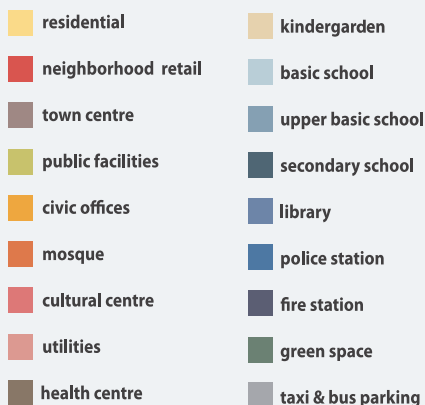 residential
neighborhood retail
town centre
public facilities
civic offices
mosque
cultural centre
utilities
health centre
kindergarden
basic school
upper basic school
secondary school
library
police station
fire station
green space
taxi & bus parking